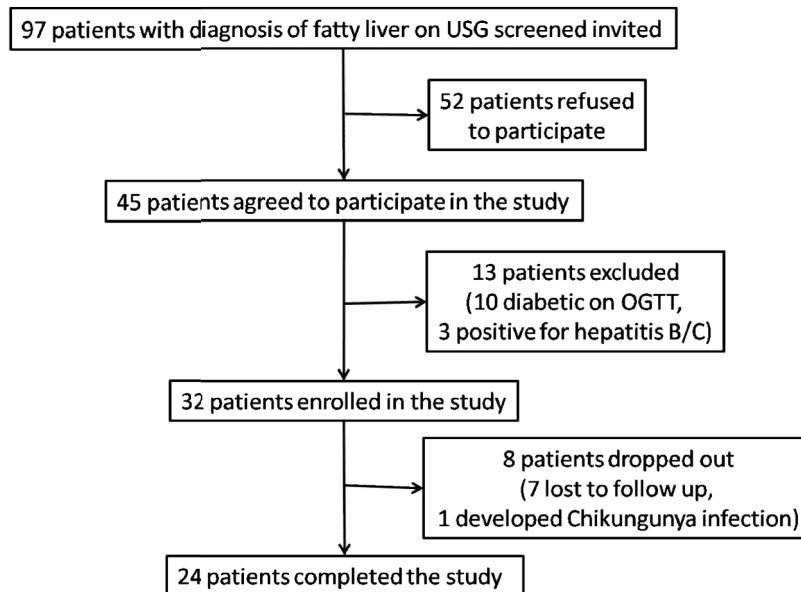 97 patients with diagnosis of fatty liver on USG screened invited
52 patients refused
to participate
45 patients agreed to participate in the study
13 patients excluded
(10 diabetic on OGTT,
3 positive for hepatitis B/C)
32 patients enrolled in the study
8 patients dropped out
(7 lost to follow up,
1 developed Chikungunya infection)
24 patients completed the study